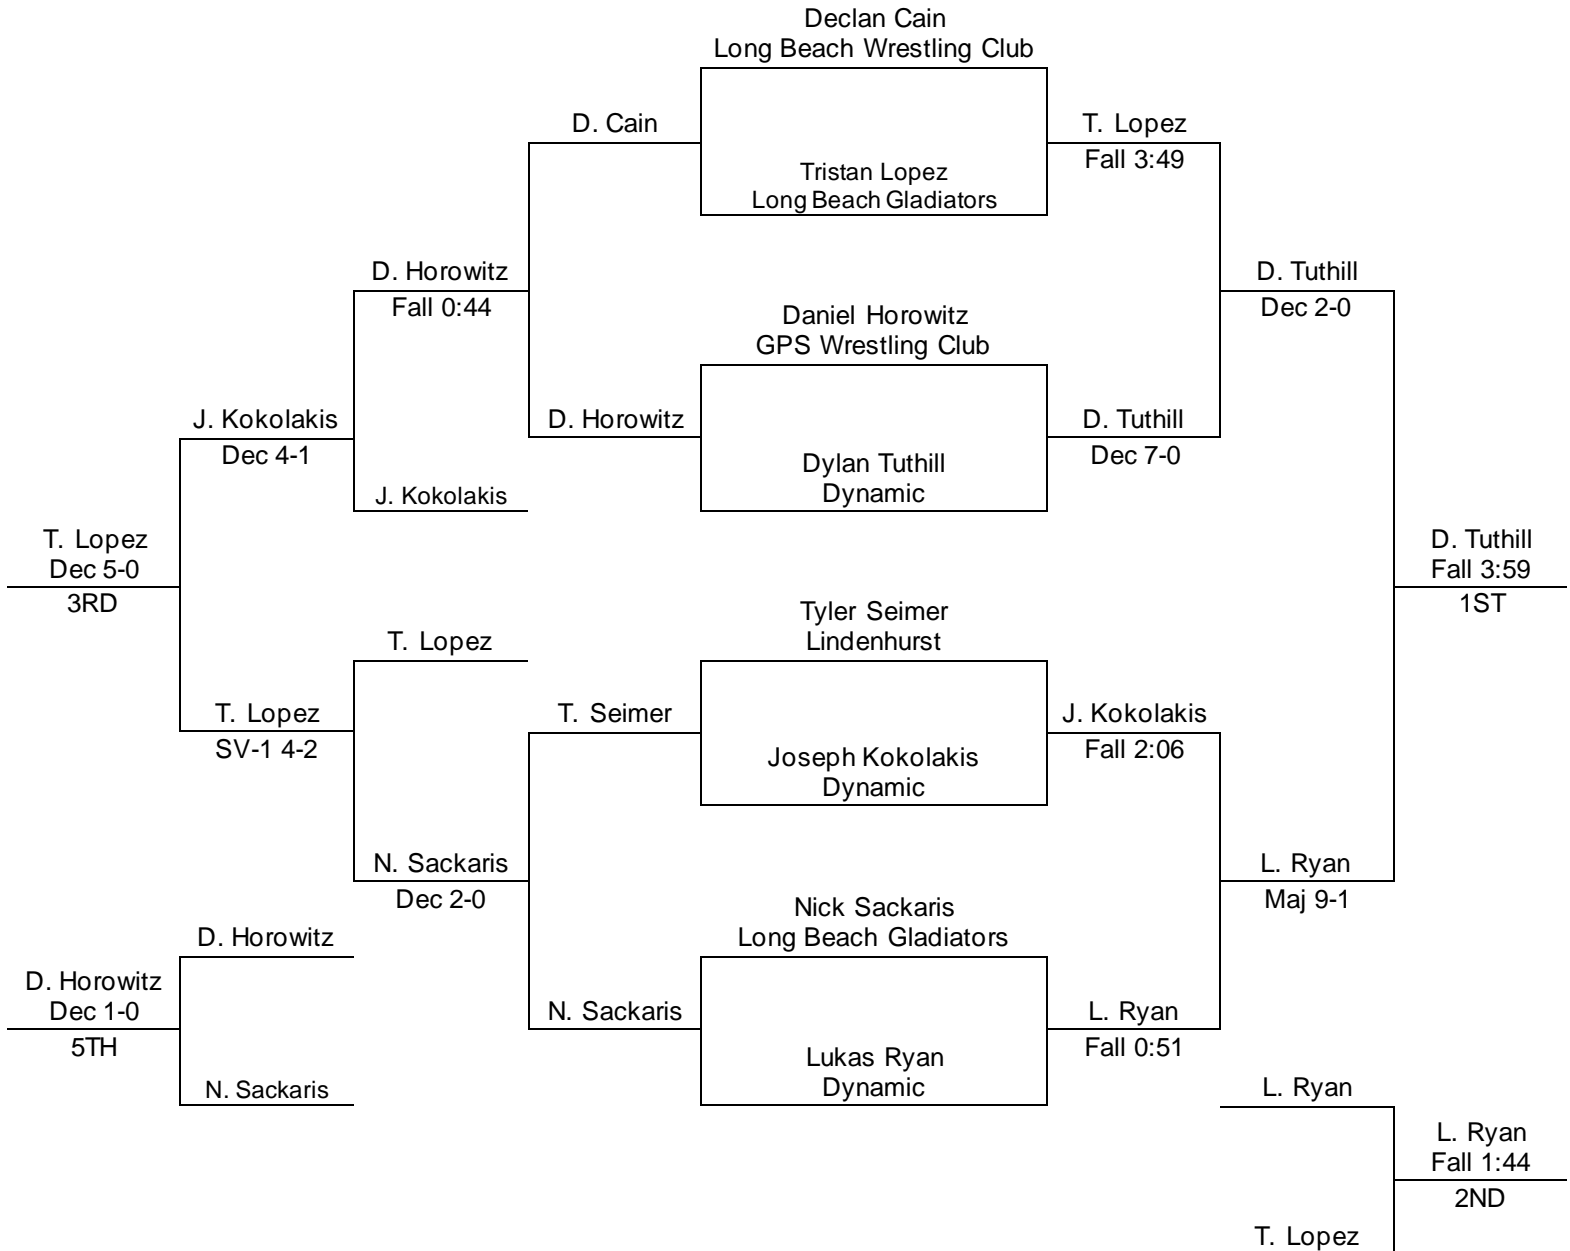 Declan Cain
Long Beach Wrestling Club
D. Cain
T. Lopez
Fall 3:49
Tristan Lopez
Long Beach Gladiators
D. Horowitz
Fall 0:44
D. Tuthill
Dec 2-0
Daniel Horowitz
GPS Wrestling Club
J. Kokolakis
Dec 4-1
D. Horowitz
D. Tuthill
Dec 7-0
Dylan Tuthill
Dynamic
J. Kokolakis
T. Lopez
Dec 5-0
3RD
D. Tuthill
Fall 3:59
1ST
Tyler Seimer
Lindenhurst
T. Lopez
T. Lopez
SV-1 4-2
T. Seimer
J. Kokolakis
Fall 2:06
Joseph Kokolakis
Dynamic
N. Sackaris
Dec 2-0
L. Ryan
Maj 9-1
Nick Sackaris
Long Beach Gladiators
D. Horowitz
D. Horowitz
Dec 1-0
5TH
N. Sackaris
L. Ryan
Fall 0:51
Lukas Ryan
Dynamic
N. Sackaris
L. Ryan
L. Ryan
Fall 1:44
2ND
T. Lopez